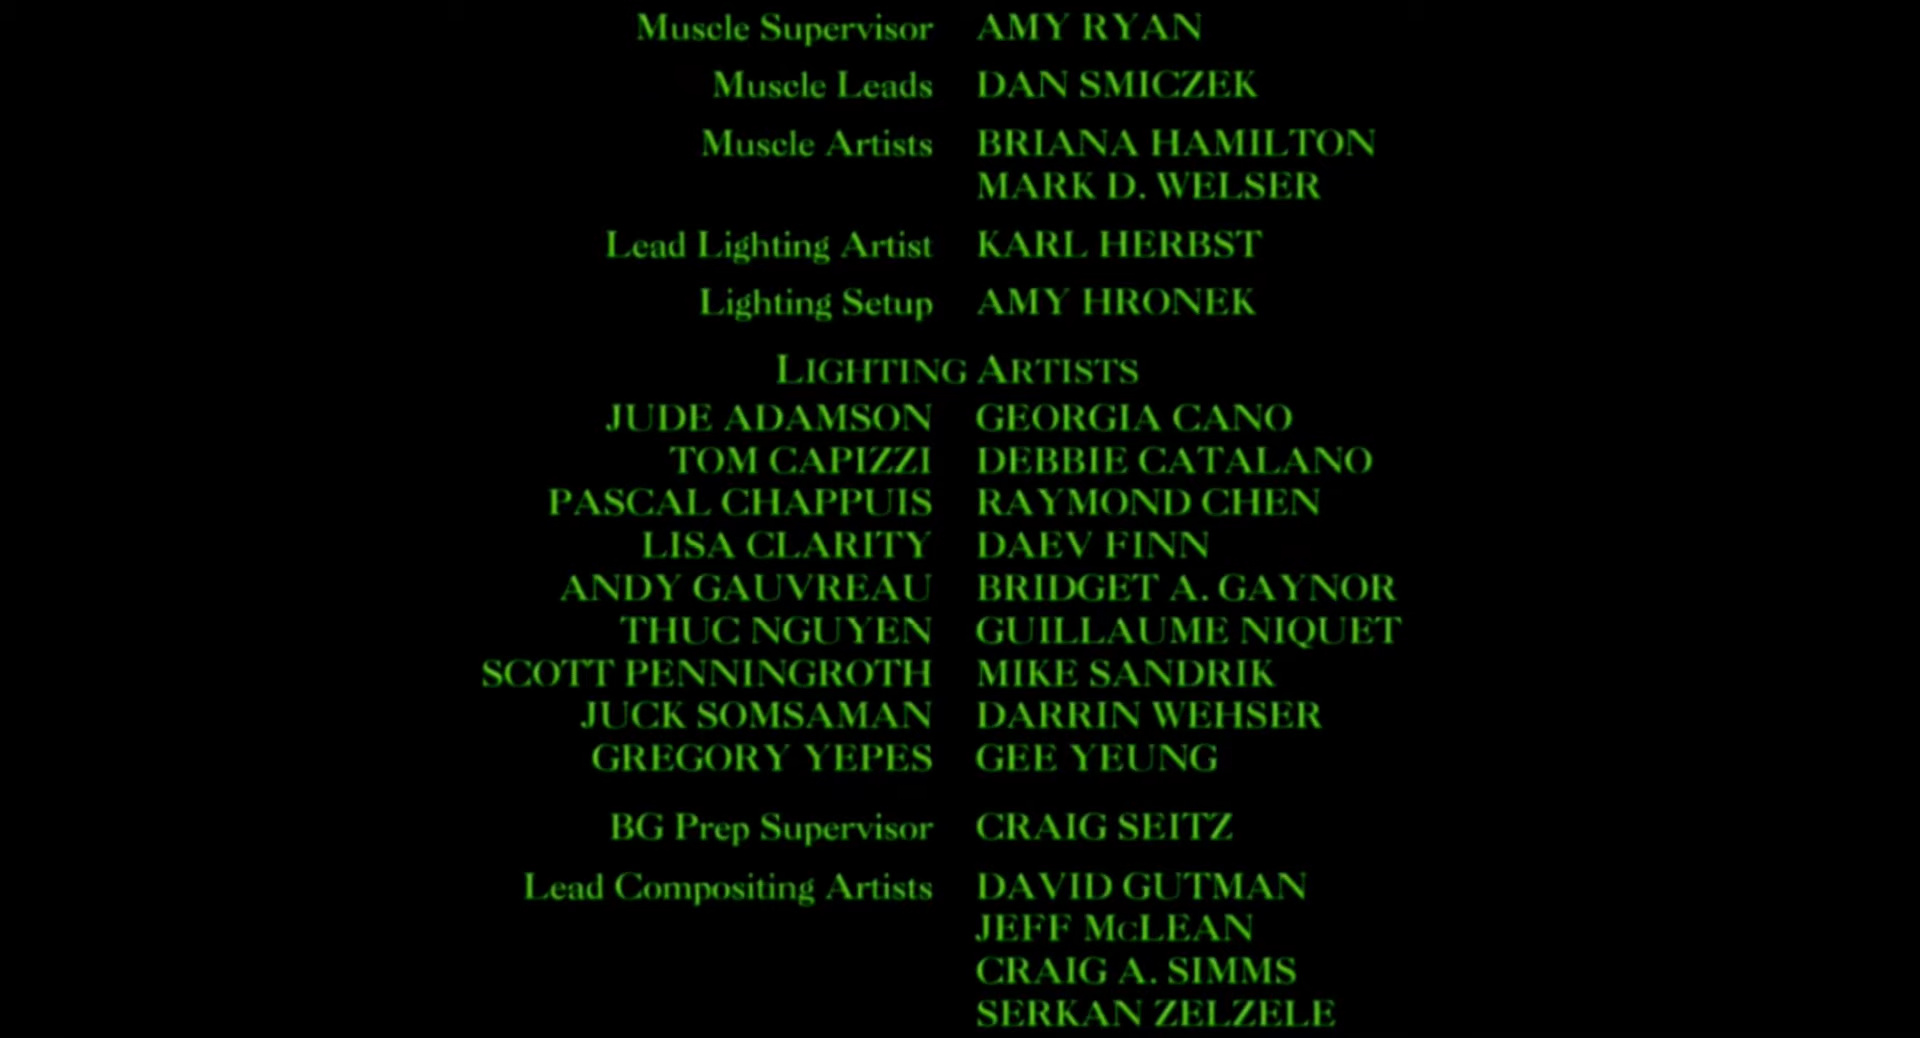 Muscle Supervisor AMY RYAN
Muscle Leads DAN SMICZEK
Muscle Artists BRIANA HAMILTON
MARK D. WELSER
Lead Lighting Artist KARL HERBST
Lighting Setup AMY HRONEK
LIGHTING ARTISTS
JUDE ADAMSON GEORGIA CANO
TOM CAPIZZI DEBBIE CATALANO
PASCAL CHAPPUIS RAYMOND CHEN
LISA CLARITY DAEV FINN
ANDY GAUVREAU BRIDGET A. GAYNOR
THUC NGUYEN GUILLAUME NIQUET
SCOTT PENNINGROTH MIKE SANDRIK
JUCK SOMSAMAN DARRIN WEHSER
GREGORY YEPES GEE YEUNG
BG Prep Supervisor CRAIG SEITZ
Lead Compositing Artists DAVID GUTMAN
JEFF McLEAN
CRAIG A. SIMMS
SERKAN ZELZELE